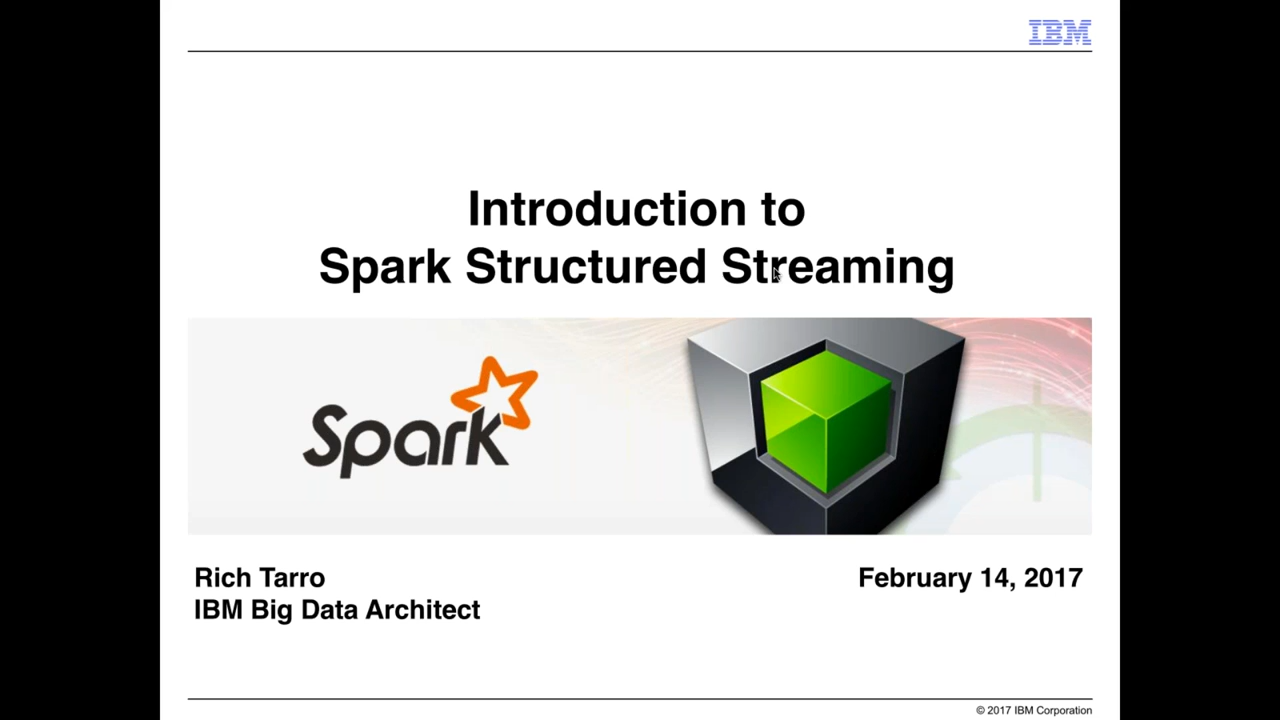 IBM
Introduction to
Spark Structured Streaming
Spark
Rich Tarro
February 14, 2017
IBM Big Data Architect
© 2017 IBM Corporation